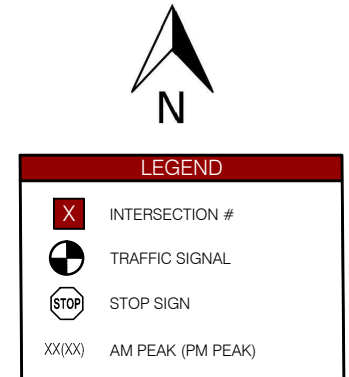 N
LEGEND
X INTERSECTION #
TRAFFIC SIGNAL
STOP STOP SIGN
XX(XX) AM PEAK (PM PEAK)